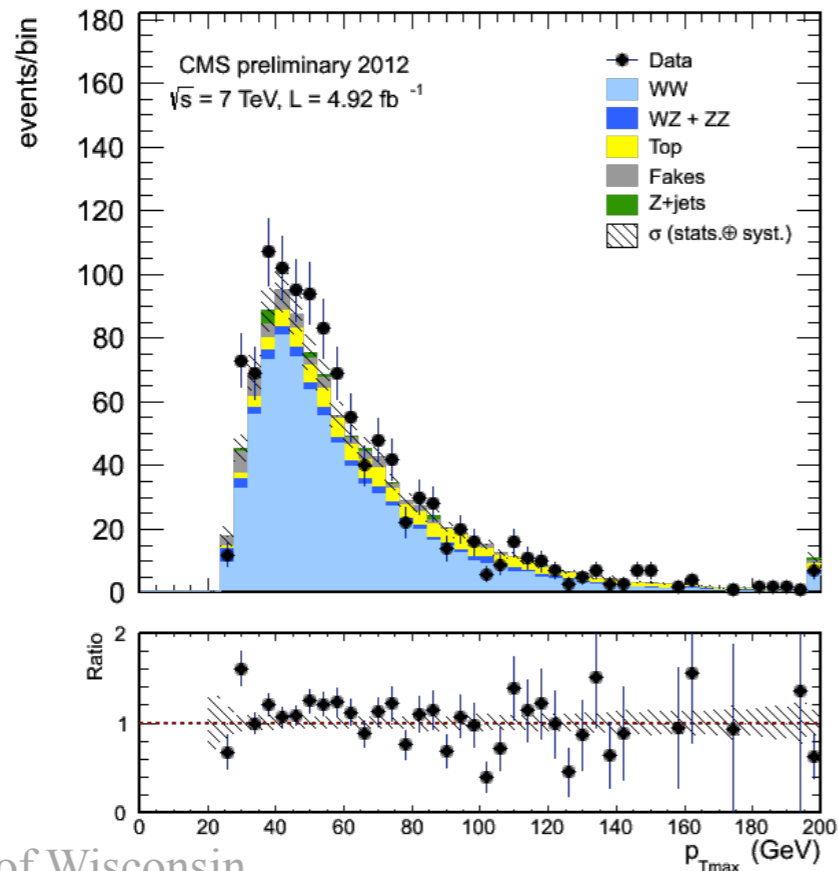 events/bin
180
160
140
120
100
80
60
40
20
0
CMS preliminary 2012
√s = 7 TeV, L = 4.92 fb⁻¹
Data
WW
WZ + ZZ
Top
Fakes
Z+jets
σ (stats.⊕ syst.)
Ratio
2
1
0
0 20 40 60 80 100 120 140 160 180 200
pTmax (GeV)
of Wisconsin